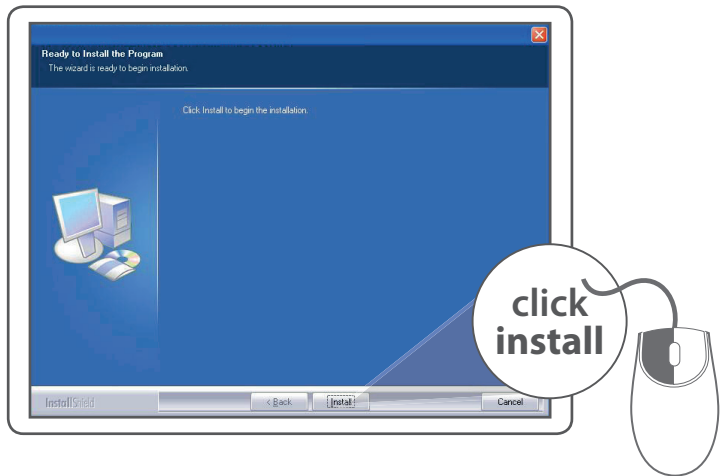 Ready to Install the Program
The wizard is ready to begin installation.
Click Install to begin the installation.
click
install
InstallShield
< Back
Install
Cancel